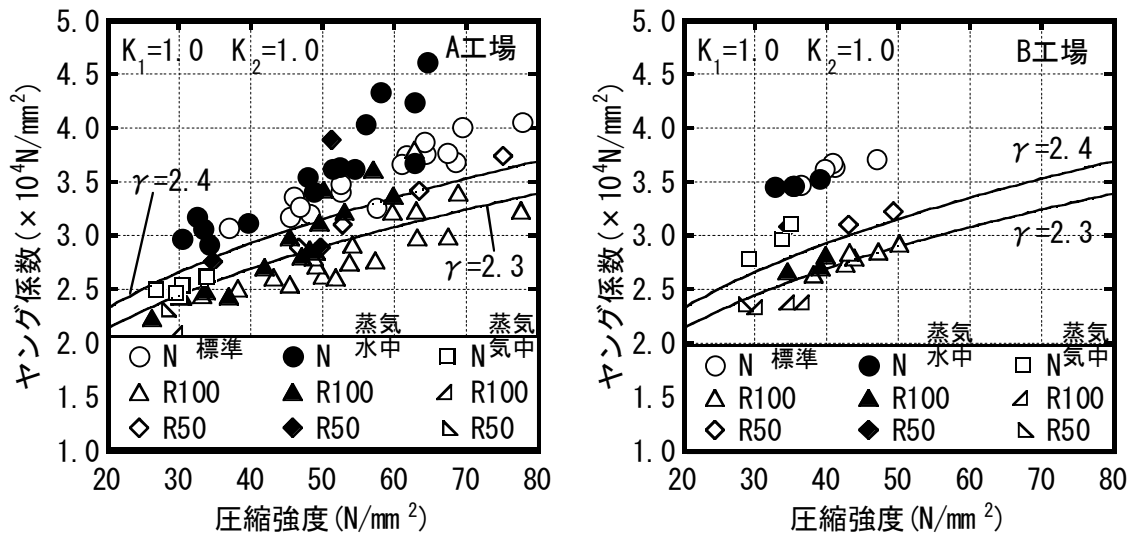 5.0
4.5
4.0
3.5
3.0
2.5
2.0
1.5
1.0
ヤング係数(×10⁴N/mm²)
K₁=1.0 K₂=1.0 A工場
γ=2.4
γ=2.3
標準 蒸気水中 蒸気気中
○ N ● N □ N
△ R100 ▲ R100 ◿ R100
◇ R50 ◆ R50 ◺ R50
20 30 40 50 60 70 80
圧縮強度(N/mm²)
5.0
4.5
4.0
3.5
3.0
2.5
2.0
1.5
1.0
ヤング係数(×10⁴N/mm²)
K₁=1.0 K₂=1.0 B工場
γ=2.4
γ=2.3
標準 蒸気水中 蒸気気中
○ N ● N □ N
△ R100 ▲ R100 ◿ R100
◇ R50 ◆ R50 ◺ R50
20 30 40 50 60 70 80
圧縮強度(N/mm²)